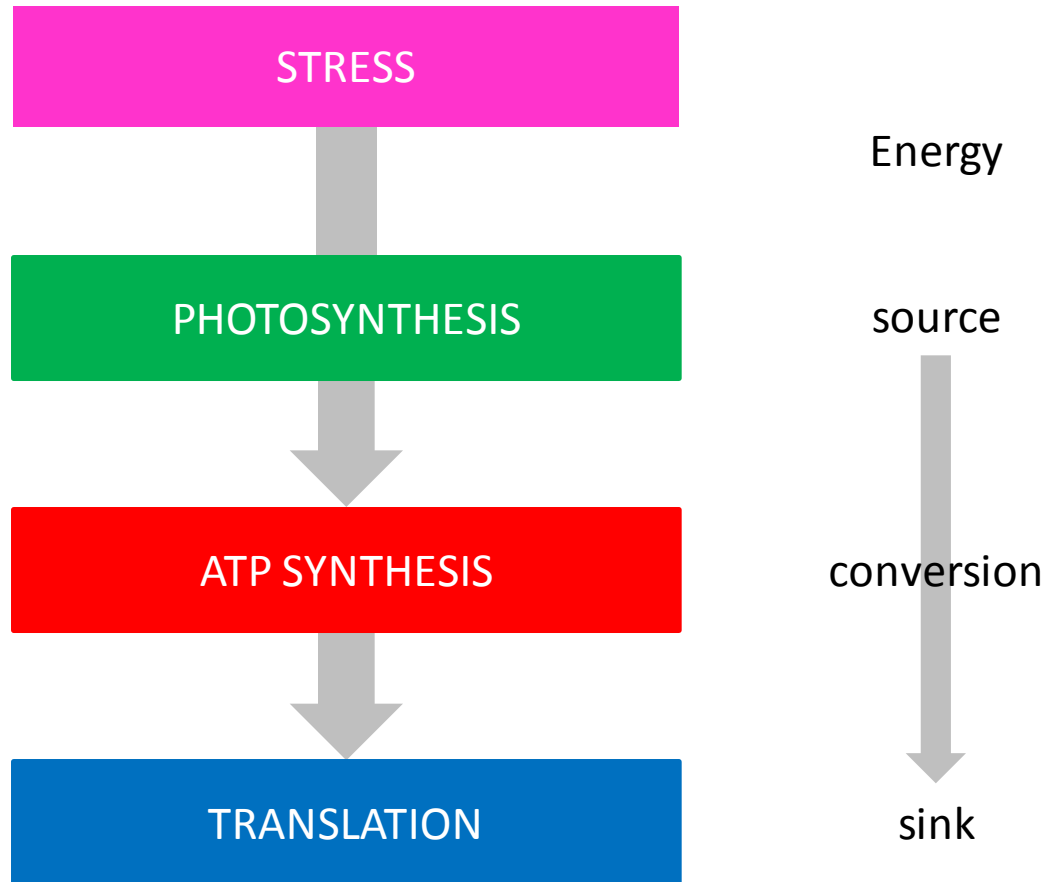 STRESS
Energy
PHOTOSYNTHESIS
source
ATP SYNTHESIS
conversion
TRANSLATION
sink